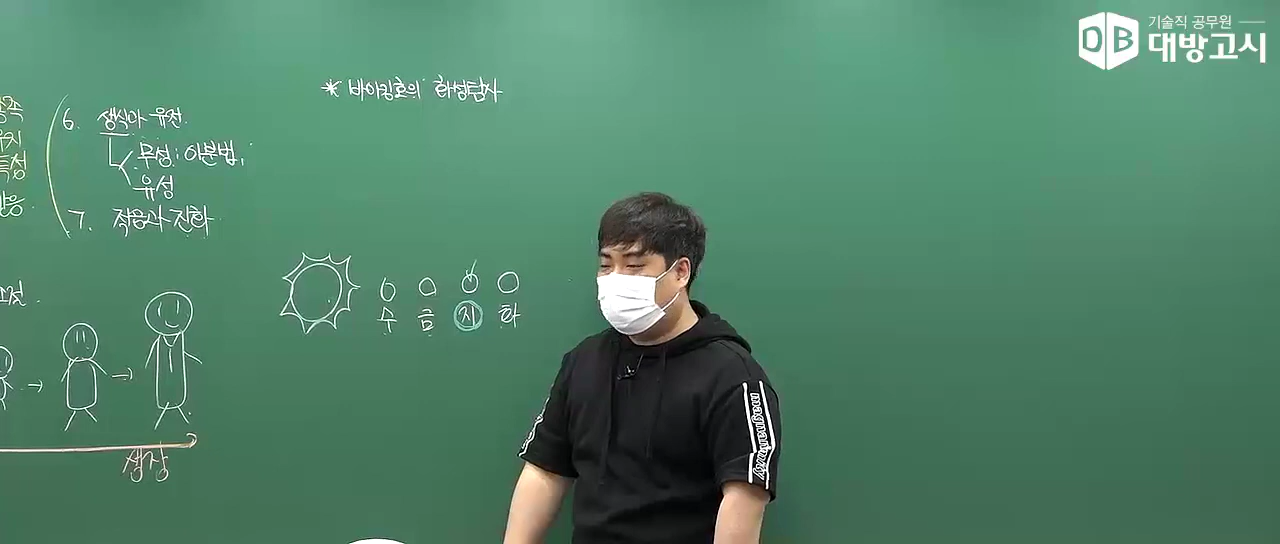 기술직 공무원
DB 대방고시
* 바이킹호의 화성탐사
6. 생식과 유전
무성 : 이분법,
유성
7. 적응과 진화
수 금 지 화
생장